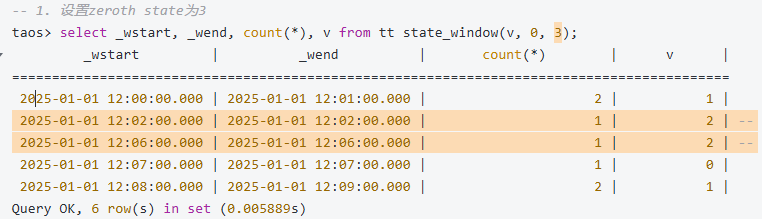 -- 1. 设置zeroth state为3
taos> select _wstart, _wend, count(*), v from tt state_window(v, 0, 3);
_wstart | _wend | count(*) | v |
==========================================================================================
2025-01-01 12:00:00.000 | 2025-01-01 12:01:00.000 | 2 | 1 |
2025-01-01 12:02:00.000 | 2025-01-01 12:02:00.000 | 1 | 2 | --
2025-01-01 12:06:00.000 | 2025-01-01 12:06:00.000 | 1 | 2 | --
2025-01-01 12:07:00.000 | 2025-01-01 12:07:00.000 | 1 | 0 |
2025-01-01 12:08:00.000 | 2025-01-01 12:09:00.000 | 2 | 1 |
Query OK, 6 row(s) in set (0.005889s)